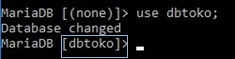 MariaDB [(none)]> use dbtoko;
Database changed
MariaDB [dbtoko]>